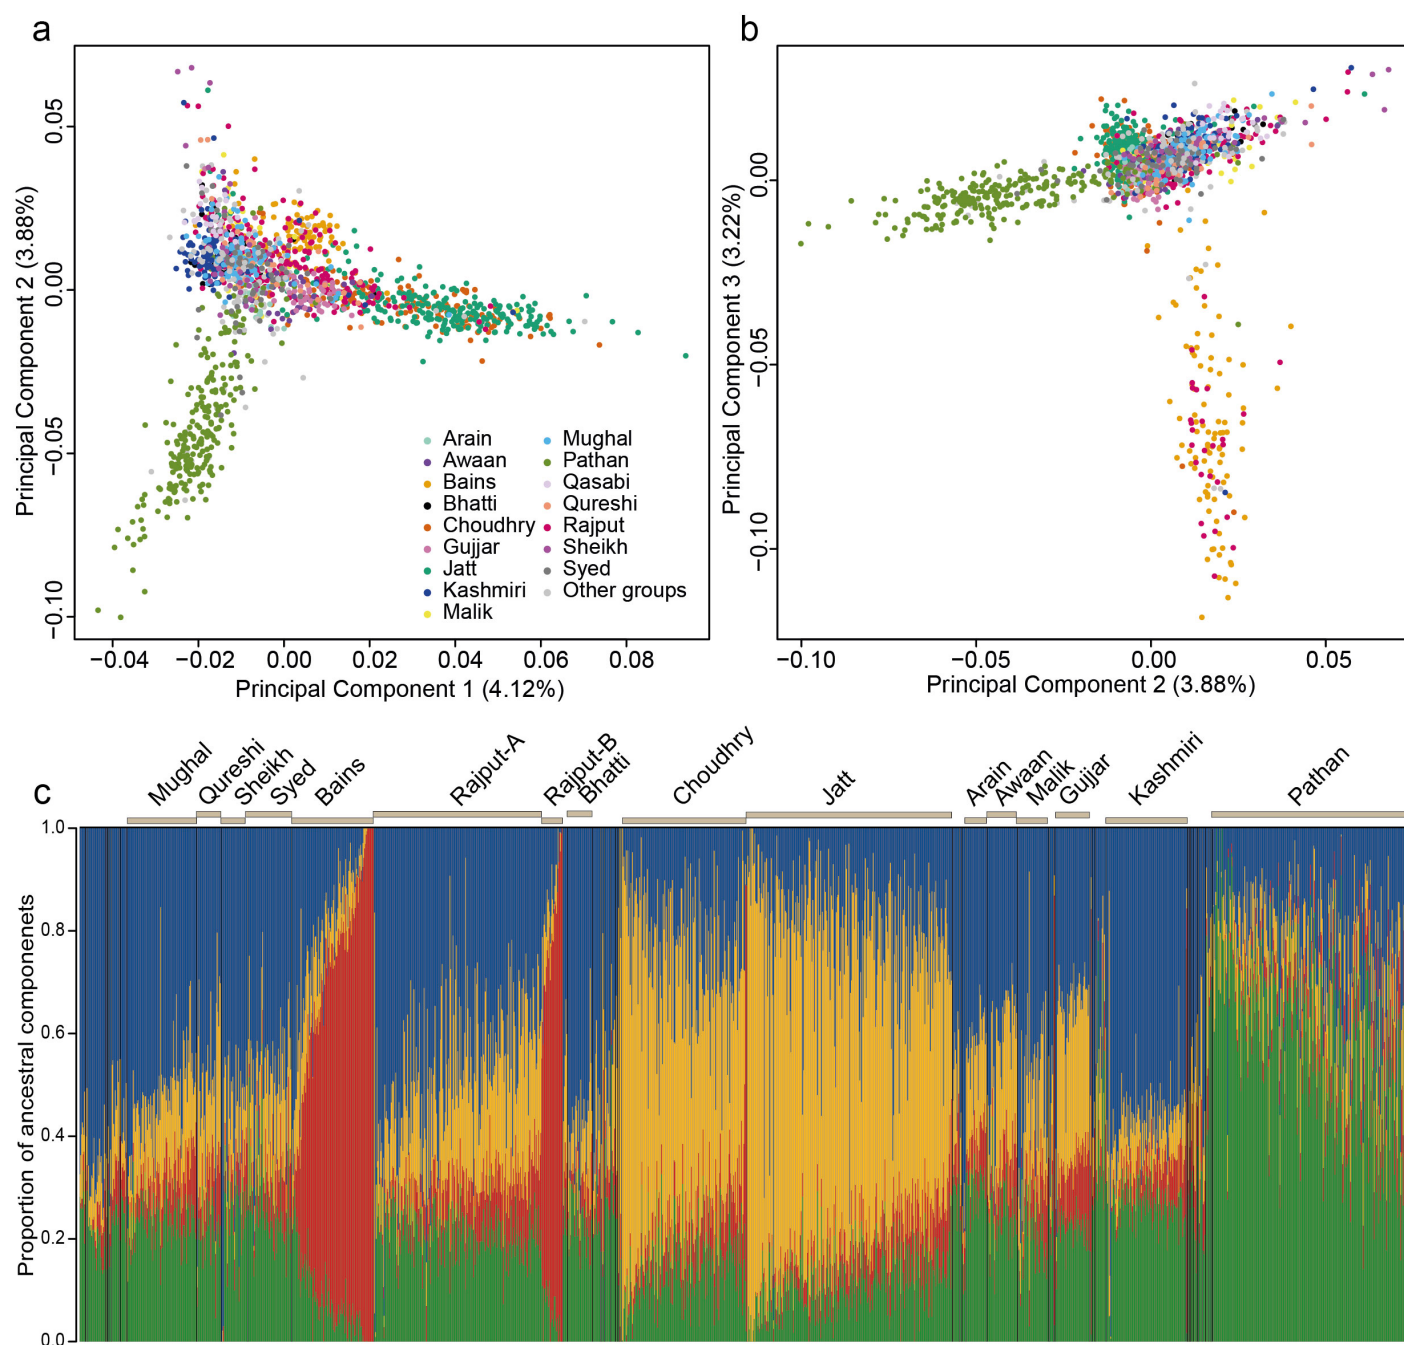 a
b
0.05
0.00
−0.05
−0.10
Principal Component 2 (3.88%)
−0.04
−0.02
0.00
0.02
0.04
0.06
0.08
Principal Component 1 (4.12%)
Arain
Awaan
Bains
Bhatti
Choudhry
Gujjar
Jatt
Kashmiri
Malik
Mughal
Pathan
Qasabi
Qureshi
Rajput
Sheikh
Syed
Other groups
0.00
−0.05
−0.10
Principal Component 3 (3.22%)
−0.10
−0.05
0.00
0.05
Principal Component 2 (3.88%)
c
Mughal
Qureshi
Sheikh
Syed
Bains
Rajput-A
Rajput-B
Bhatti
Choudhry
Jatt
Arain
Awaan
Malik
Gujjar
Kashmiri
Pathan
1.0
0.8
0.6
0.4
0.2
0.0
Proportion of ancestral componenets